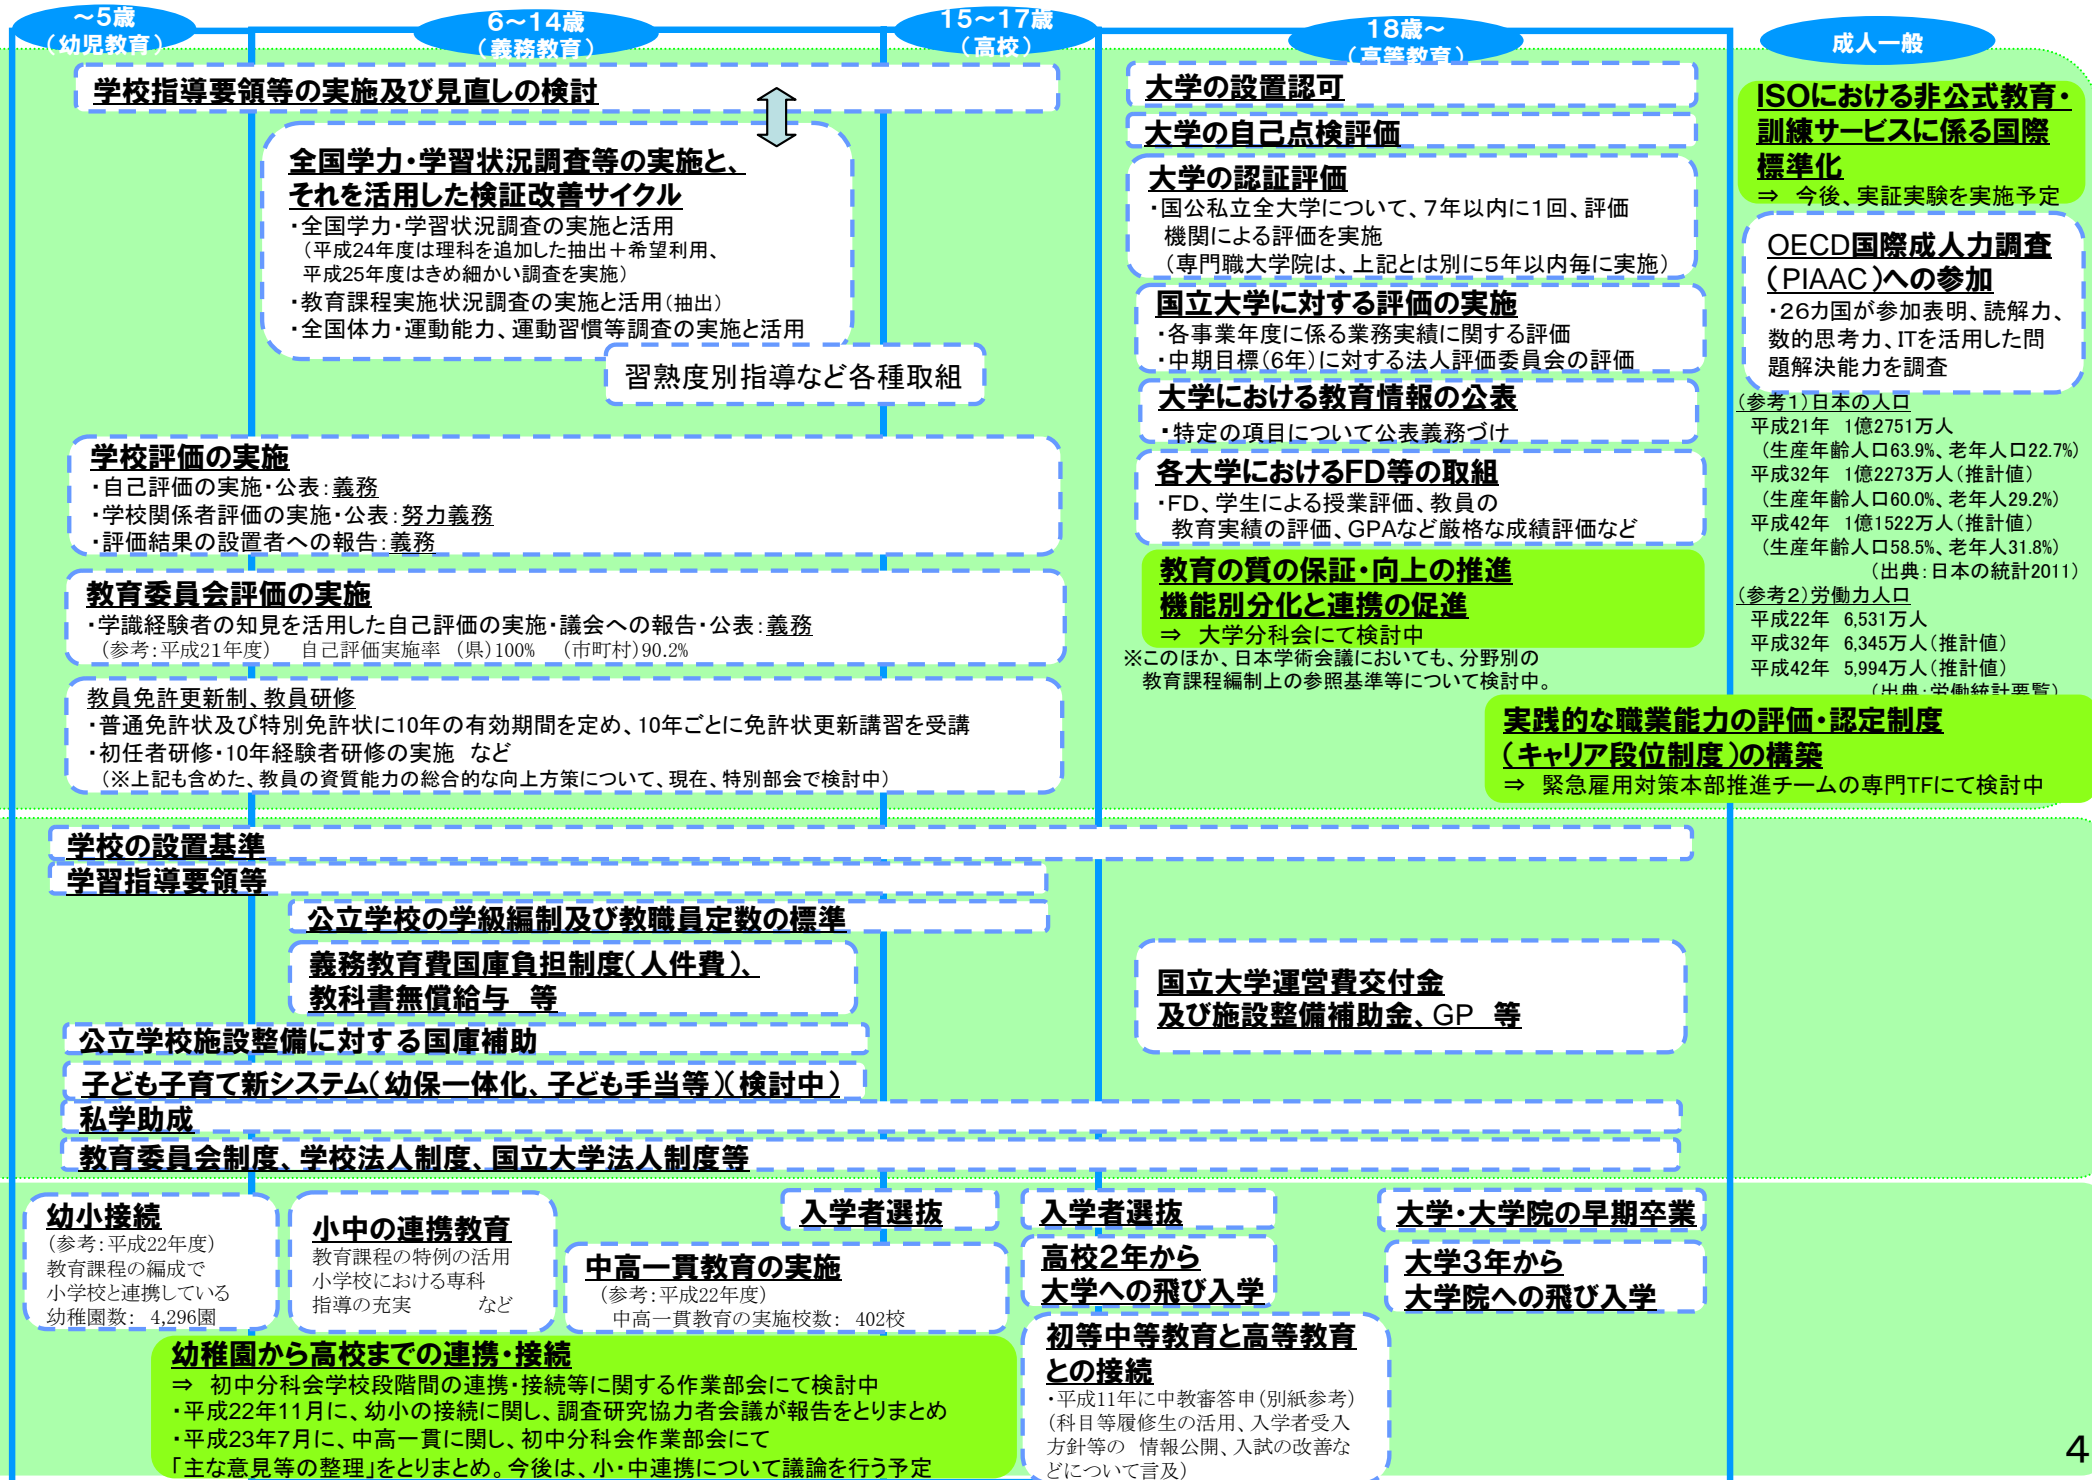 ~5歳
(幼児教育)
6~14歳
(義務教育)
15~17歳
(高校)
18歳~
(高等教育)
成人一般
学校指導要領等の実施及び見直しの検討
全国学力・学習状況調査等の実施と、
それを活用した検証改善サイクル
・全国学力・学習状況調査の実施と活用
(平成24年度は理科を追加した抽出+希望利用、
平成25年度はきめ細かい調査を実施)
・教育課程実施状況調査の実施と活用(抽出)
・全国体力・運動能力、運動習慣等調査の実施と活用
習熟度別指導など各種取組
学校評価の実施
・自己評価の実施・公表:義務
・学校関係者評価の実施・公表:努力義務
・評価結果の設置者への報告:義務
教育委員会評価の実施
・学識経験者の知見を活用した自己評価の実施・議会への報告・公表:義務
(参考:平成21年度) 自己評価実施率 (県)100% (市町村)90.2%
教員免許更新制、教員研修
・普通免許状及び特別免許状に10年の有効期間を定め、10年ごとに免許状更新講習を受講
・初任者研修・10年経験者研修の実施 など
(※上記も含めた、教員の資質能力の総合的な向上方策について、現在、特別部会で検討中)
大学の設置認可
大学の自己点検評価
大学の認証評価
・国公私立全大学について、7年以内に1回、評価
機関による評価を実施
(専門職大学院は、上記とは別に5年以内毎に実施)
国立大学に対する評価の実施
・各事業年度に係る業務実績に関する評価
・中期目標(6年)に対する法人評価委員会の評価
大学における教育情報の公表
・特定の項目について公表義務づけ
各大学におけるFD等の取組
・FD、学生による授業評価、教員の
教育実績の評価、GPAなど厳格な成績評価など
教育の質の保証・向上の推進
機能別分化と連携の促進
⇒ 大学分科会にて検討中
※このほか、日本学術会議においても、分野別の
教育課程編制上の参照基準等について検討中。
ISOにおける非公式教育・
訓練サービスに係る国際
標準化
⇒ 今後、実証実験を実施予定
OECD国際成人力調査
(PIAAC)への参加
・26カ国が参加表明、読解力、
数的思考力、ITを活用した問
題解決能力を調査
(参考1)日本の人口
平成21年 1億2751万人
(生産年齢人口63.9%、老年人口22.7%)
平成32年 1億2273万人(推計値)
(生産年齢人口60.0%、老年人29.2%)
平成42年 1億1522万人(推計値)
(生産年齢人口58.5%、老年人31.8%)
(出典:日本の統計2011)
(参考2)労働力人口
平成22年 6,531万人
平成32年 6,345万人(推計値)
平成42年 5,994万人(推計値)
(出典:労働統計要覧)
実践的な職業能力の評価・認定制度
(キャリア段位制度)の構築
⇒ 緊急雇用対策本部推進チームの専門TFにて検討中
学校の設置基準
学習指導要領等
公立学校の学級編制及び教職員定数の標準
義務教育費国庫負担制度(人件費)、
教科書無償給与 等
公立学校施設整備に対する国庫補助
子ども子育て新システム(幼保一体化、子ども手当等)(検討中)
私学助成
教育委員会制度、学校法人制度、国立大学法人制度等
国立大学運営費交付金
及び施設整備補助金、GP 等
幼小接続
(参考:平成22年度)
教育課程の編成で
小学校と連携している
幼稚園数: 4,296園
小中の連携教育
教育課程の特例の活用
小学校における専科
指導の充実 など
入学者選抜
中高一貫教育の実施
(参考:平成22年度)
中高一貫教育の実施校数: 402校
入学者選抜
高校2年から
大学への飛び入学
大学・大学院の早期卒業
大学3年から
大学院への飛び入学
幼稚園から高校までの連携・接続
⇒ 初中分科会学校段階間の連携・接続等に関する作業部会にて検討中
・平成22年11月に、幼小の接続に関し、調査研究協力者会議が報告をとりまとめ
・平成23年7月に、中高一貫に関し、初中分科会作業部会にて
「主な意見等の整理」をとりまとめ。今後は、小・中連携について議論を行う予定
初等中等教育と高等教育
との接続
・平成11年に中教審答申(別紙参考)
(科目等履修生の活用、入学者受入
方針等の 情報公開、入試の改善な
どについて言及)
4